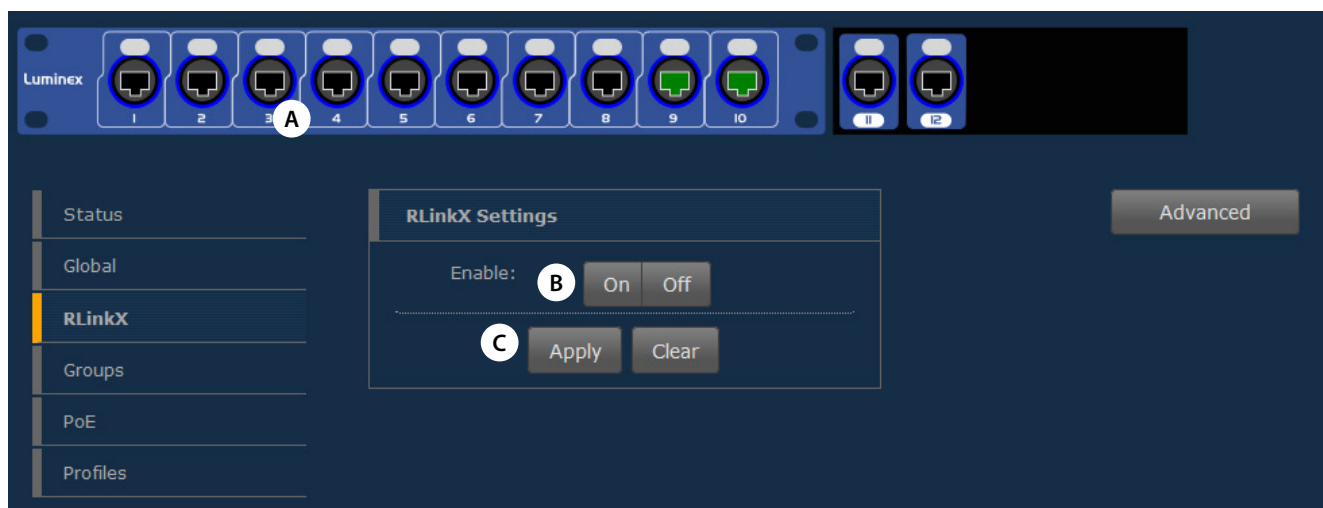 Luminex
1 2 3 A 4 5 6 7 8 9 10 11 12
Status
RLinkX Settings
Advanced
Global
Enable: B On Off
RLinkX
C Apply Clear
Groups
PoE
Profiles